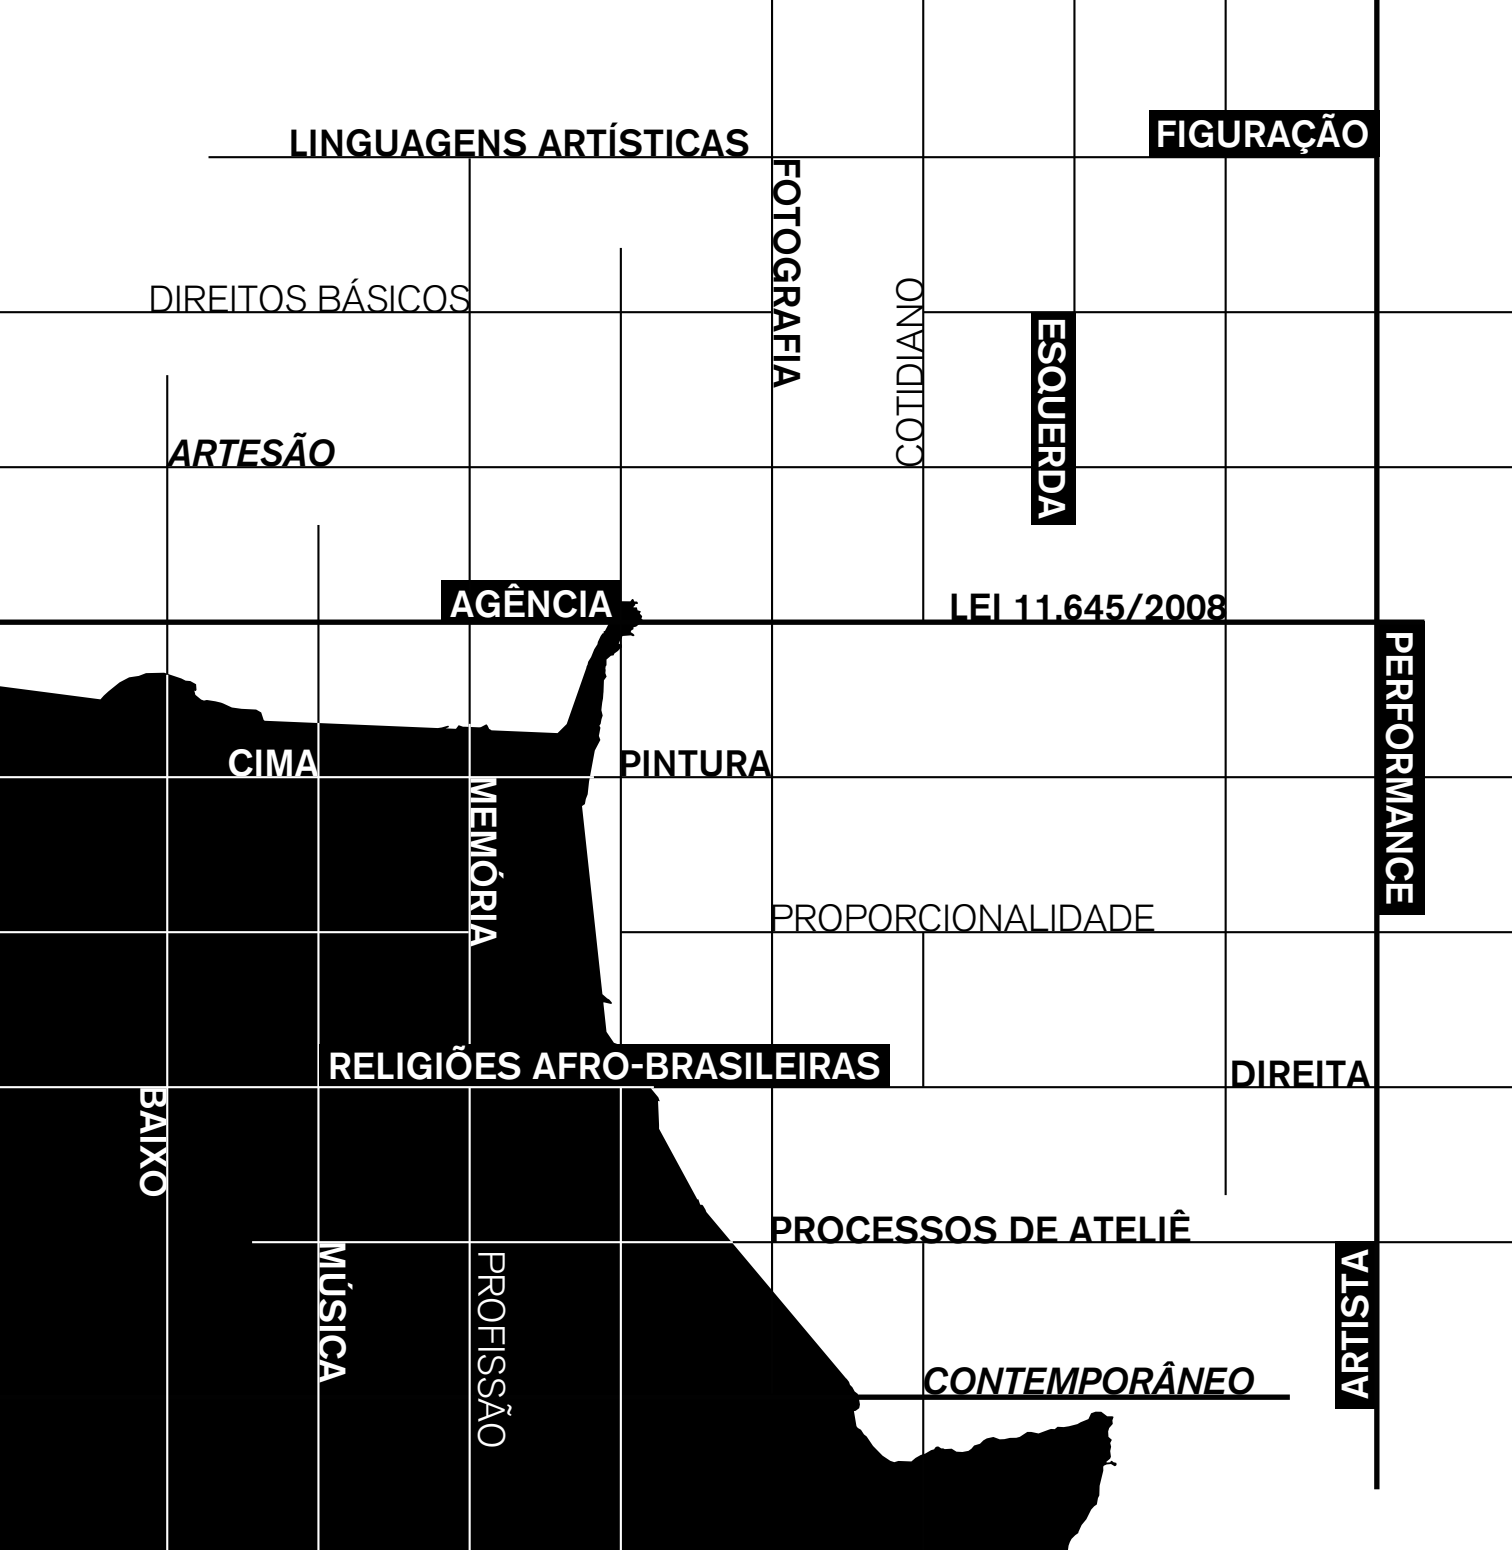 FIGURAÇÃO
LINGUAGENS ARTÍSTICAS
FOTOGRAFIA
DIREITOS BÁSICOS
COTIDIANO
ESQUERDA
ARTESÃO
AGÊNCIA
LEI 11.645/2008
PERFORMANCE
CIMA
PINTURA
MEMÓRIA
PROPORCIONALIDADE
RELIGIÕES AFRO-BRASILEIRAS
DIREITA
BAIXO
PROCESSOS DE ATELIÊ
MÚSICA
PROFISSÃO
ARTISTA
CONTEMPORÂNEO